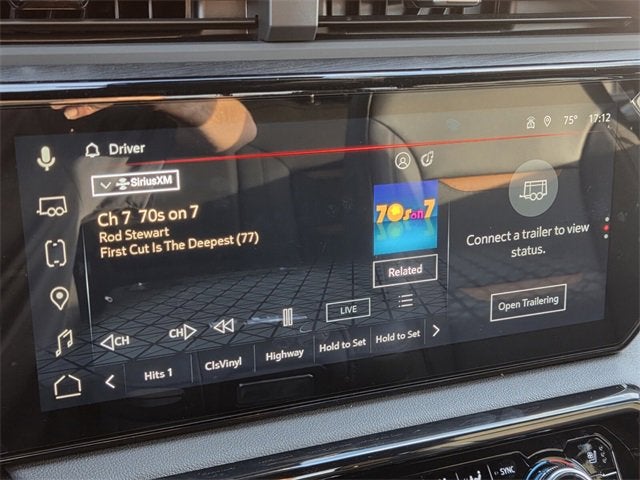 75° 17:12
Driver
SiriusXM
Ch 7 70s on 7
Rod Stewart
First Cut Is The Deepest (77)
70s on 7
Related
Connect a trailer to view
status.
Open Trailering
CH CH LIVE
Hits 1 ClsVinyl Highway Hold to Set Hold to Set
SYNC